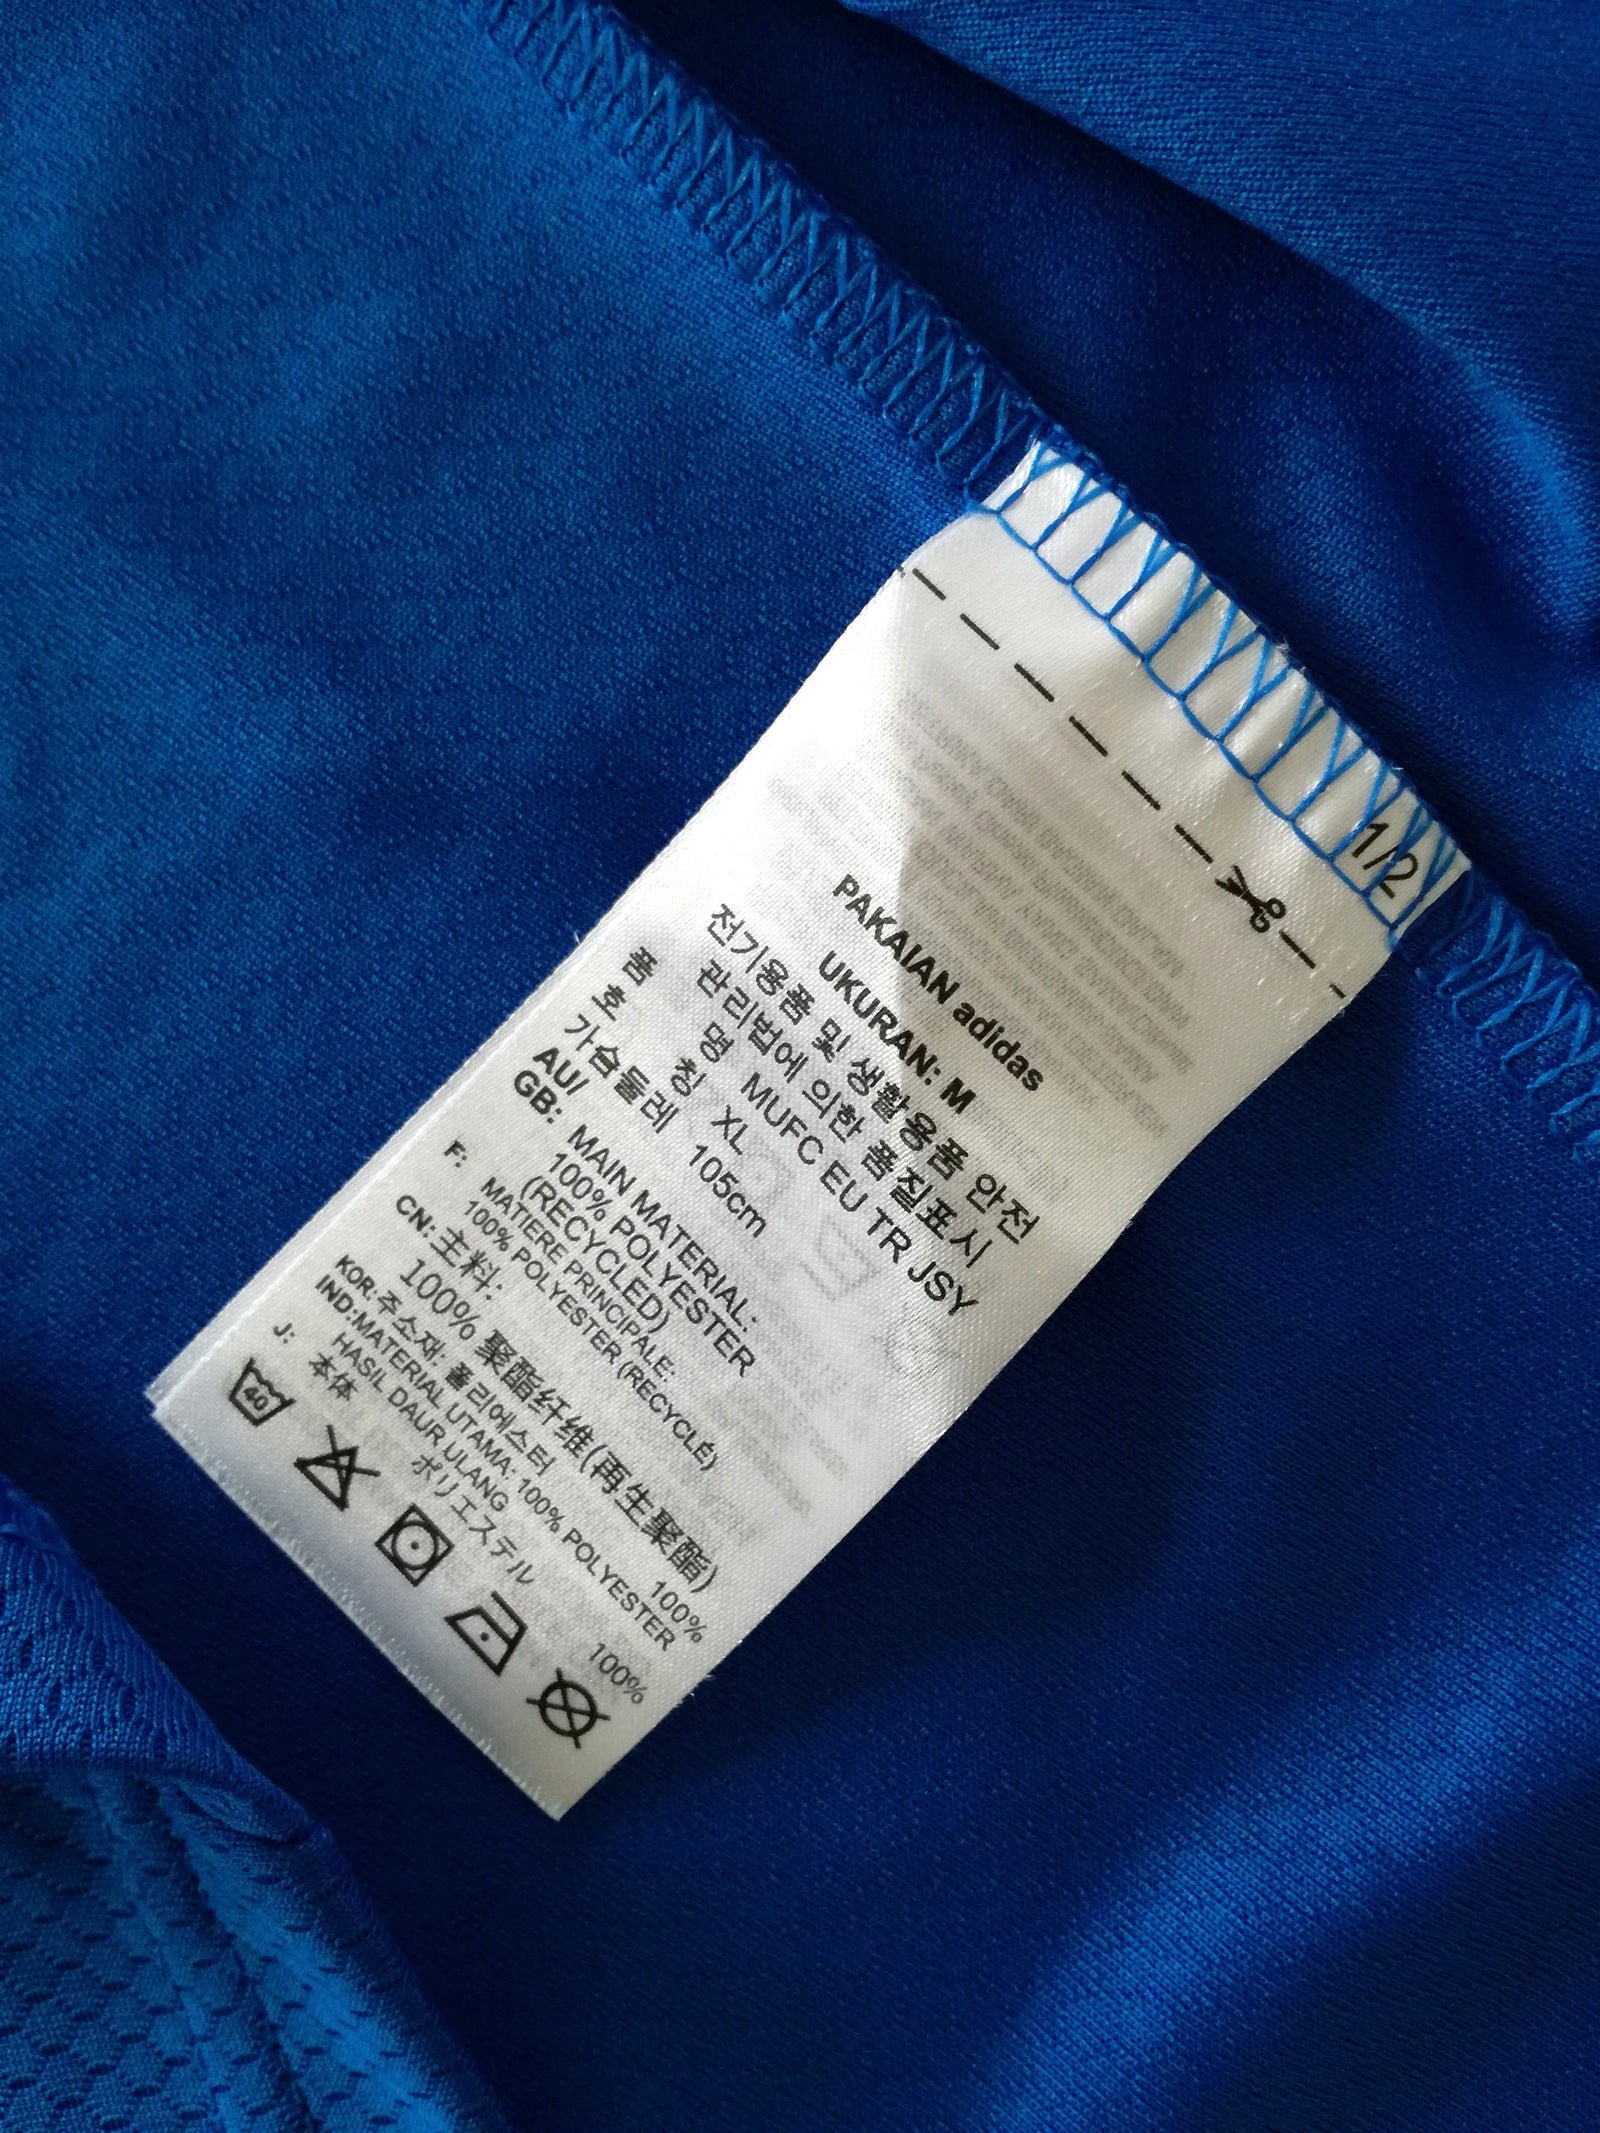 1/2
PAKAIAN adidas
UKURAN: M
전기용품 및 생활용품 안전
관리법에 의한 품질표시
품 명 MUFC EU TR JSY
호 칭 XL
가슴둘레 105cm
AU/
GB: MAIN MATERIAL:
100% POLYESTER
(RECYCLED)
F: MATIERE PRINCIPALE:
100% POLYESTER (RECYCLÉ)
CN: 主料:
100% 聚酯纤维(再生聚酯)
KOR: 주소재: 폴리에스터 100%
IND:MATERIAL UTAMA: 100% POLYESTER
HASIL DAUR ULANG
J: 本体 ポリエステル 100%
40